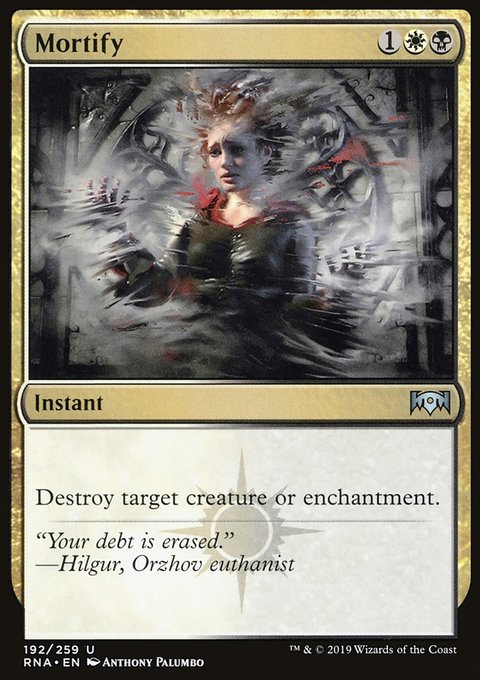 Mortify 1
Instant
Destroy target creature or enchantment.
“Your debt is erased.”
—Hilgur, Orzhov euthanist
192/259 U
RNA • EN Anthony Palumbo
™ & © 2019 Wizards of the Coast